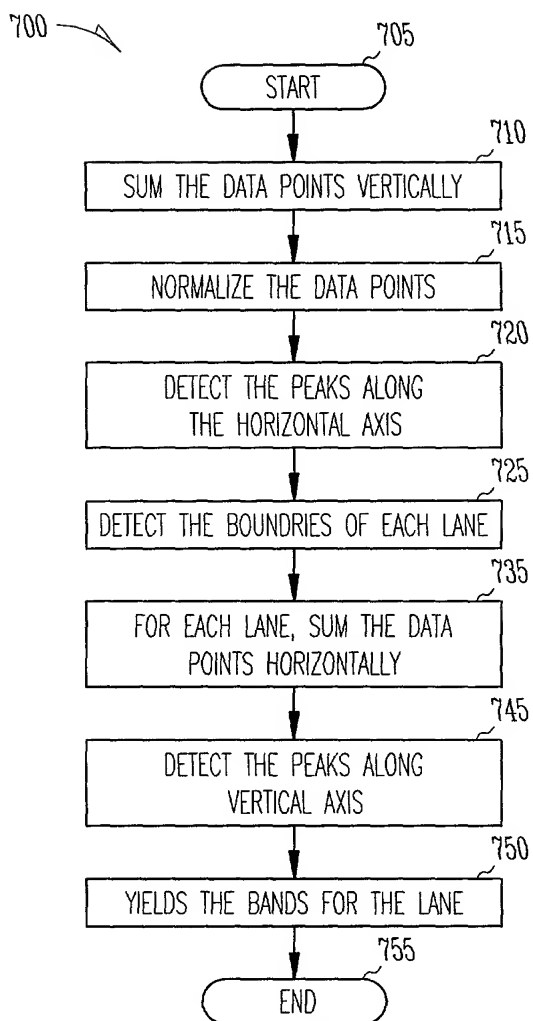 700
705
START
710
SUM THE DATA POINTS VERTICALLY
715
NORMALIZE THE DATA POINTS
720
DETECT THE PEAKS ALONG
THE HORIZONTAL AXIS
725
DETECT THE BOUNDRIES OF EACH LANE
735
FOR EACH LANE, SUM THE DATA
POINTS HORIZONTALLY
745
DETECT THE PEAKS ALONG
VERTICAL AXIS
750
YIELDS THE BANDS FOR THE LANE
755
END